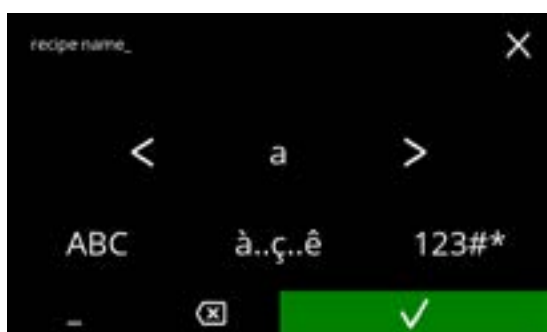 recipe name_
< a >
ABC à..ç..ê 123#*
_